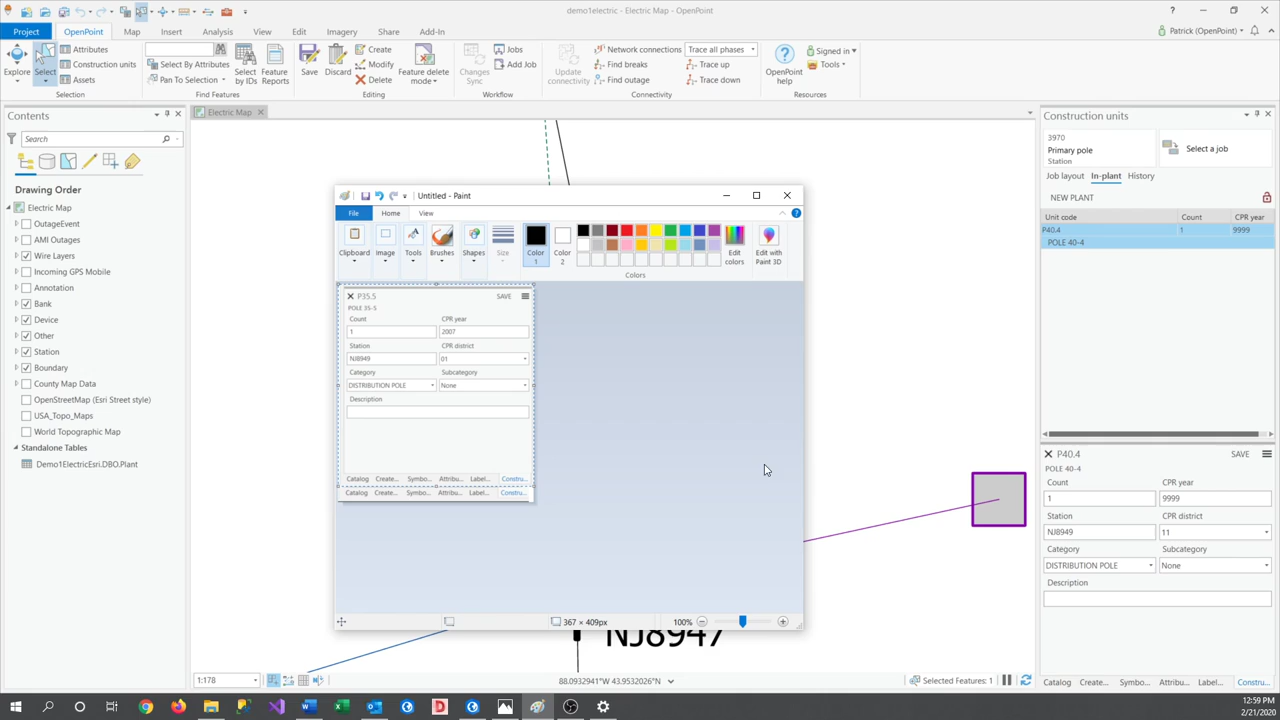 demo1electric - Electric Map - OpenPoint
Project OpenPoint Map Insert Analysis View Edit Imagery Share Add-In
Patrick (OpenPoint)
Explore
Select
Attributes
Construction units
Assets
Selection
Select By Attributes
Pan To Selection
Select by IDs
Feature Reports
Find Features
Save
Discard
Create
Modify
Delete
Feature delete mode
Editing
Changes Sync
Jobs
Add Job
Workflow
Update connectivity
Network connections
Find breaks
Find outage
Trace all phases
Trace up
Trace down
Connectivity
OpenPoint help
Signed in
Tools
Resources
Contents
Search
Drawing Order
Electric Map
OutageEvent
AMI Outages
Wire Layers
Incoming GPS Mobile
Annotation
Bank
Device
Other
Station
Boundary
County Map Data
OpenStreetMap (Esri Street style)
USA_Topo_Maps
World Topographic Map
Standalone Tables
Demo1ElectricEsri.DBO.Plant
Electric Map
Untitled - Paint
File Home View
Clipboard
Image
Tools
Brushes
Shapes
Size
Color 1
Color 2
Edit colors
Edit with Paint 3D
Colors
P35.5 SAVE
POLE 35-5
Count CPR year
1 2007
Station CPR district
NJ8949 01
Category Subcategory
DISTRIBUTION POLE None
Description
Catalog Create... Symbo... Attribu... Label... Constru...
Catalog Create... Symbo... Attribu... Label... Constru...
367 × 409px 100%
NJ8947
1:178
88.0932941°W 43.9532026°N
Selected Features: 1
Construction units
3970
Primary pole
Station
Select a job
Job layout In-plant History
NEW PLANT
Unit code Count CPR year
P40.4 1 9999
POLE 40-4
P40.4 SAVE
POLE 40-4
Count CPR year
1 9999
Station CPR district
NJ8949 11
Category Subcategory
DISTRIBUTION POLE None
Description
Catalog Create... Symbo... Attribu... Label... Constru...
12:59 PM
2/21/2020